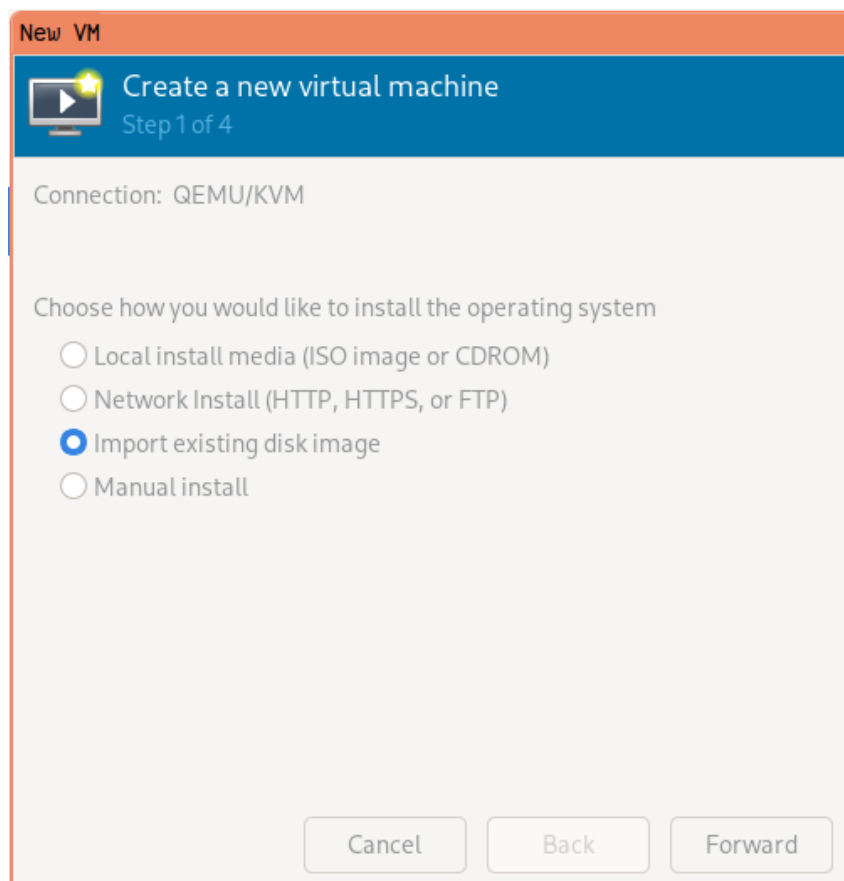 New VM
Create a new virtual machine
Step 1 of 4
Connection: QEMU/KVM
Choose how you would like to install the operating system
Local install media (ISO image or CDROM)
Network Install (HTTP, HTTPS, or FTP)
Import existing disk image
Manual install
Cancel Back Forward